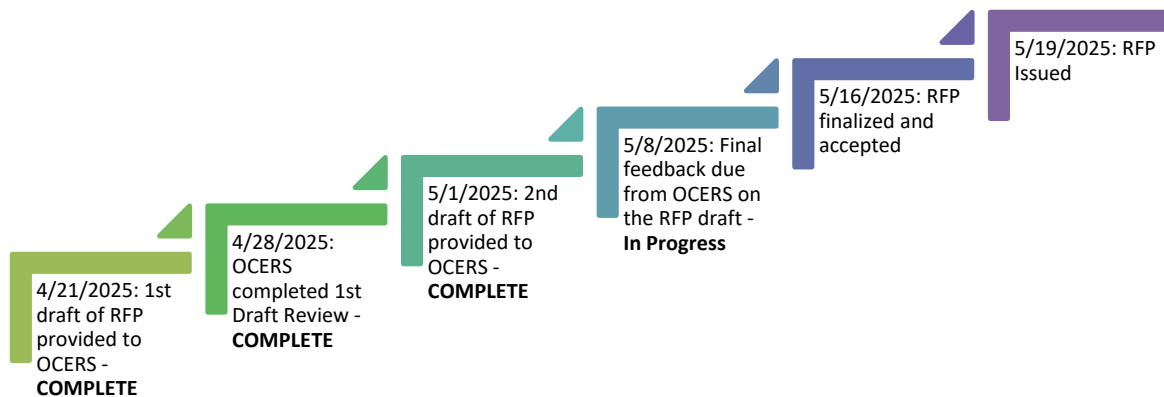 4/21/2025: 1st
draft of RFP
provided to
OCERS -
COMPLETE
4/28/2025:
OCERS
completed 1st
Draft Review -
COMPLETE
5/1/2025: 2nd
draft of RFP
provided to
OCERS -
COMPLETE
5/8/2025: Final
feedback due
from OCERS on
the RFP draft -
In Progress
5/16/2025: RFP
finalized and
accepted
5/19/2025: RFP
Issued